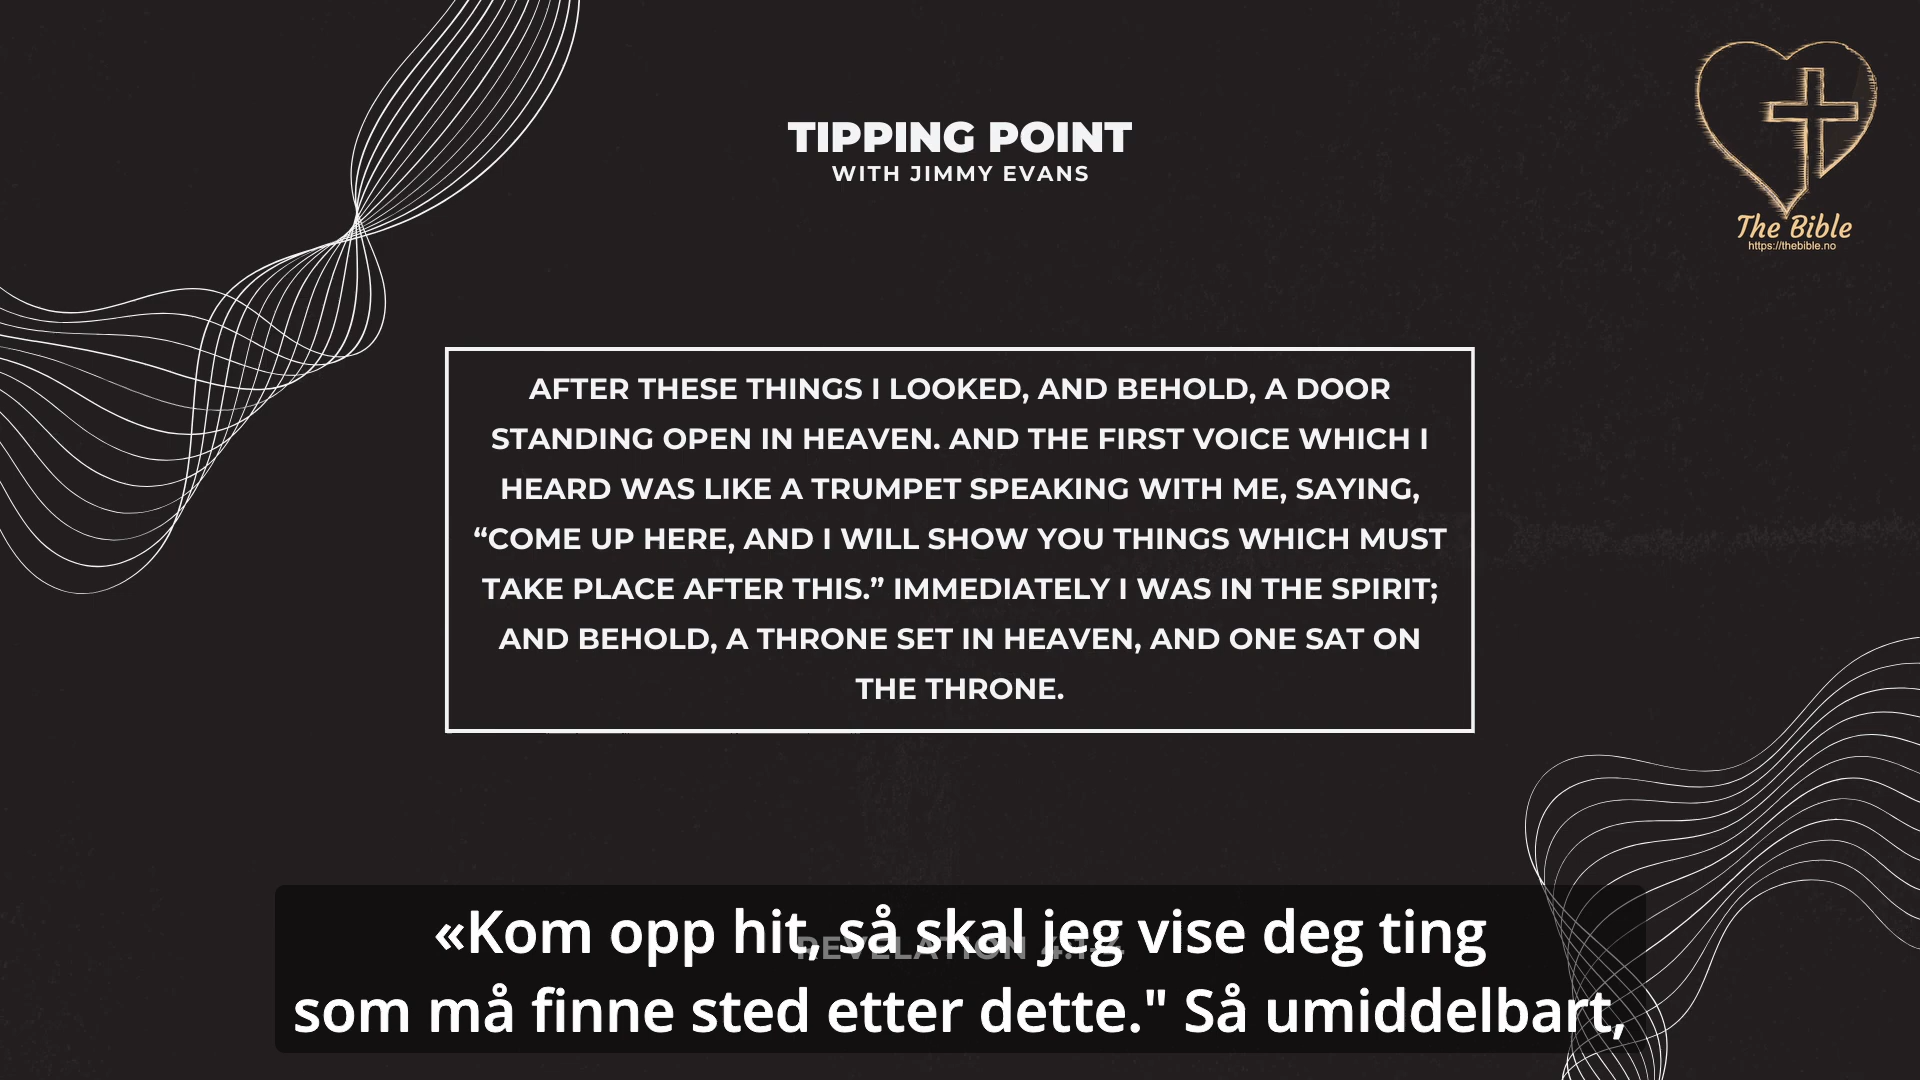 TIPPING POINT
WITH JIMMY EVANS
The Bible
https://thebible.no
AFTER THESE THINGS I LOOKED, AND BEHOLD, A DOOR
STANDING OPEN IN HEAVEN. AND THE FIRST VOICE WHICH I
HEARD WAS LIKE A TRUMPET SPEAKING WITH ME, SAYING,
“COME UP HERE, AND I WILL SHOW YOU THINGS WHICH MUST
TAKE PLACE AFTER THIS.” IMMEDIATELY I WAS IN THE SPIRIT;
AND BEHOLD, A THRONE SET IN HEAVEN, AND ONE SAT ON
THE THRONE.
REVELATION
«Kom opp hit, så skal jeg vise deg ting
som må finne sted etter dette." Så umiddelbart,